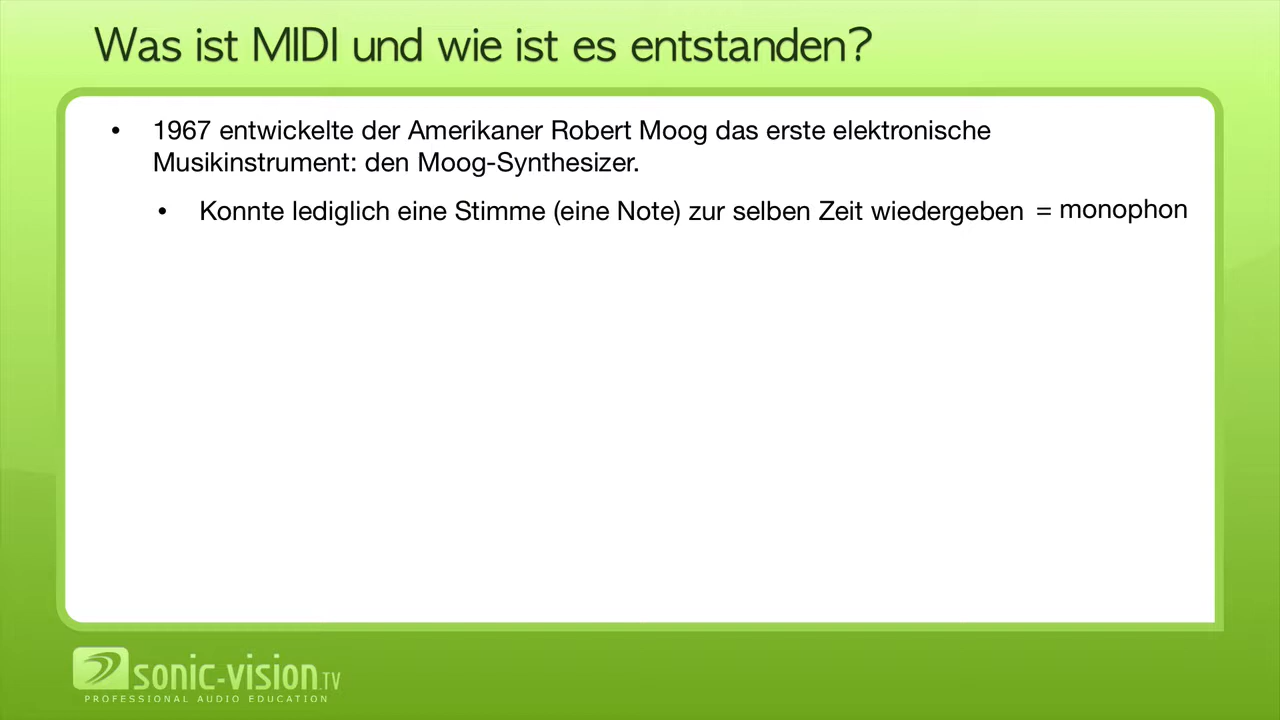 Was ist MIDI und wie ist es entstanden?
• 1967 entwickelte der Amerikaner Robert Moog das erste elektronische
Musikinstrument: den Moog-Synthesizer.
• Konnte lediglich eine Stimme (eine Note) zur selben Zeit wiedergeben = monophon
sonic-vision.TV
PROFESSIONAL AUDIO EDUCATION